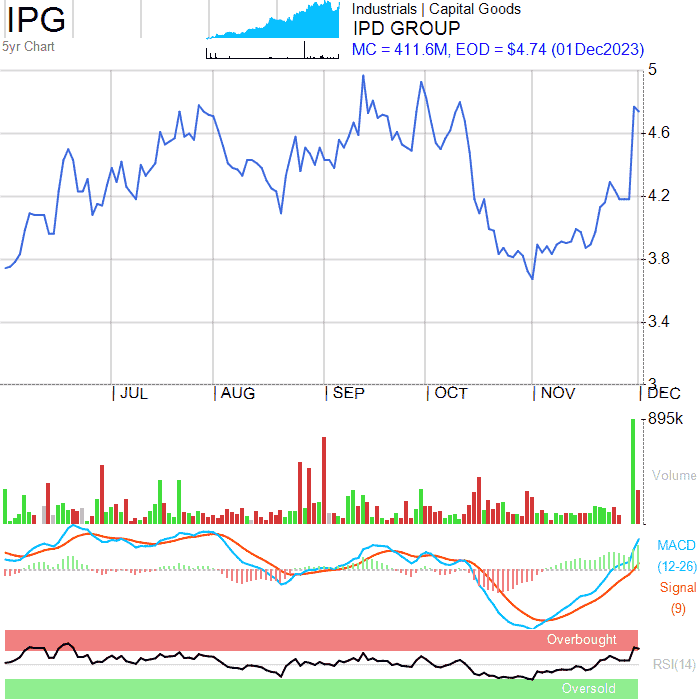 IPG
5yr Chart
Industrials | Capital Goods
IPD GROUP
MC = 411.6M, EOD = $4.74 (01Dec2023)
5
4.6
4.2
3.8
3.4
3
JUL AUG SEP OCT NOV DEC
895k
Volume
MACD
(12-26)
Signal
(9)
Overbought
RSI(14)
Oversold